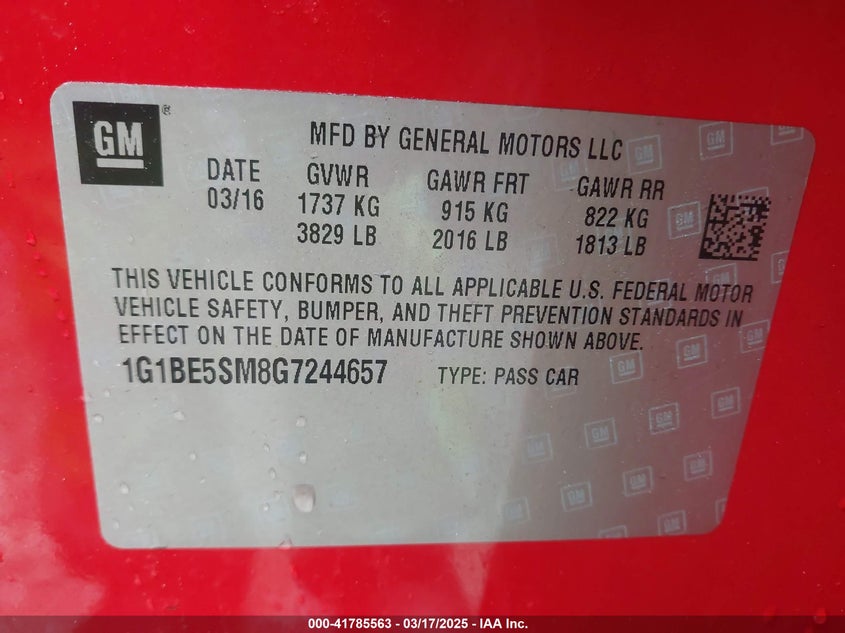 GM®
MFD BY GENERAL MOTORS LLC
DATE GVWR GAWR FRT GAWR RR
03/16 1737 KG 915 KG 822 KG
3829 LB 2016 LB 1813 LB
THIS VEHICLE CONFORMS TO ALL APPLICABLE U.S. FEDERAL MOTOR
VEHICLE SAFETY, BUMPER, AND THEFT PREVENTION STANDARDS IN
EFFECT ON THE DATE OF MANUFACTURE SHOWN ABOVE.
1G1BE5SM8G7244657 TYPE: PASS CAR
000-41785563 - 03/17/2025 - IAA Inc.